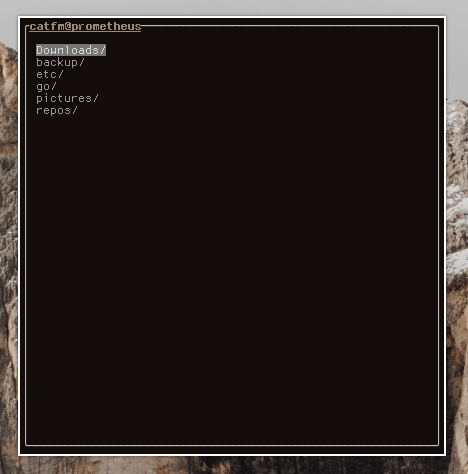 catfm@prometheus
Downloads/
backup/
etc/
go/
pictures/
repos/